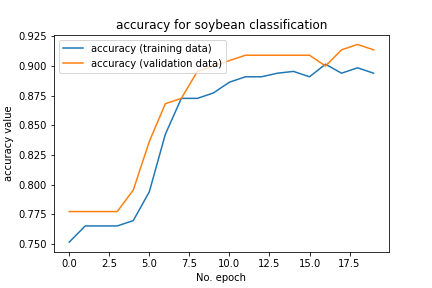 accuracy for soybean classification
accuracy (training data)
accuracy (validation data)
accuracy value
0.925
0.900
0.875
0.850
0.825
0.800
0.775
0.750
0.0 2.5 5.0 7.5 10.0 12.5 15.0 17.5
No. epoch